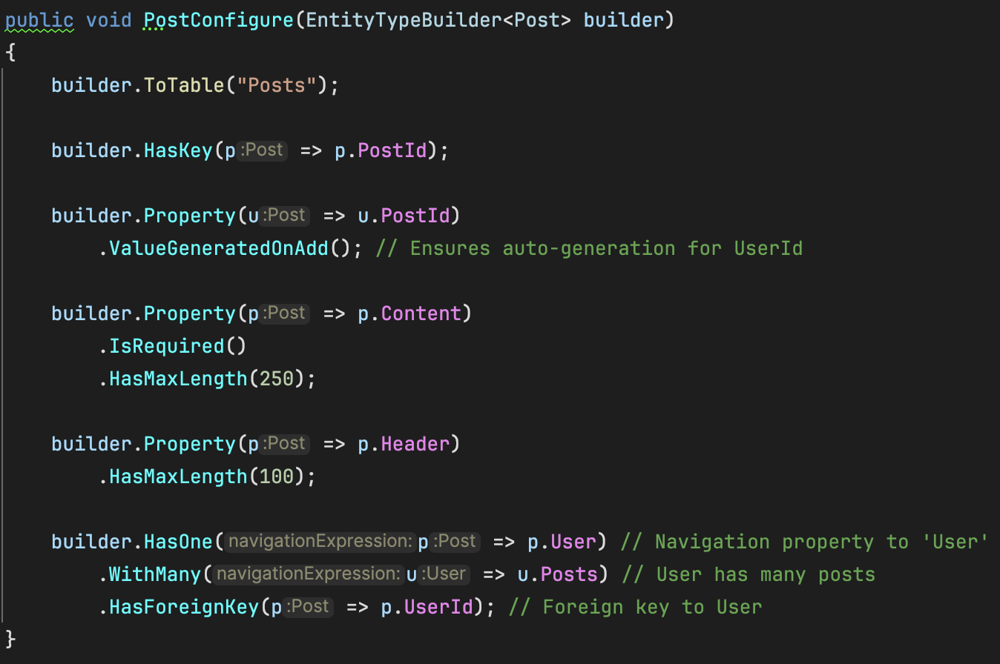 public void PostConfigure(EntityTypeBuilder<Post> builder)
{
    builder.ToTable("Posts");

    builder.HasKey(p :Post => p.PostId);

    builder.Property(u :Post => u.PostId)
        .ValueGeneratedOnAdd(); // Ensures auto-generation for UserId

    builder.Property(p :Post => p.Content)
        .IsRequired()
        .HasMaxLength(250);

    builder.Property(p :Post => p.Header)
        .HasMaxLength(100);

    builder.HasOne( navigationExpression: p :Post => p.User) // Navigation property to 'User'
        .WithMany( navigationExpression: u :User => u.Posts) // User has many posts
        .HasForeignKey(p :Post => p.UserId); // Foreign key to User
}